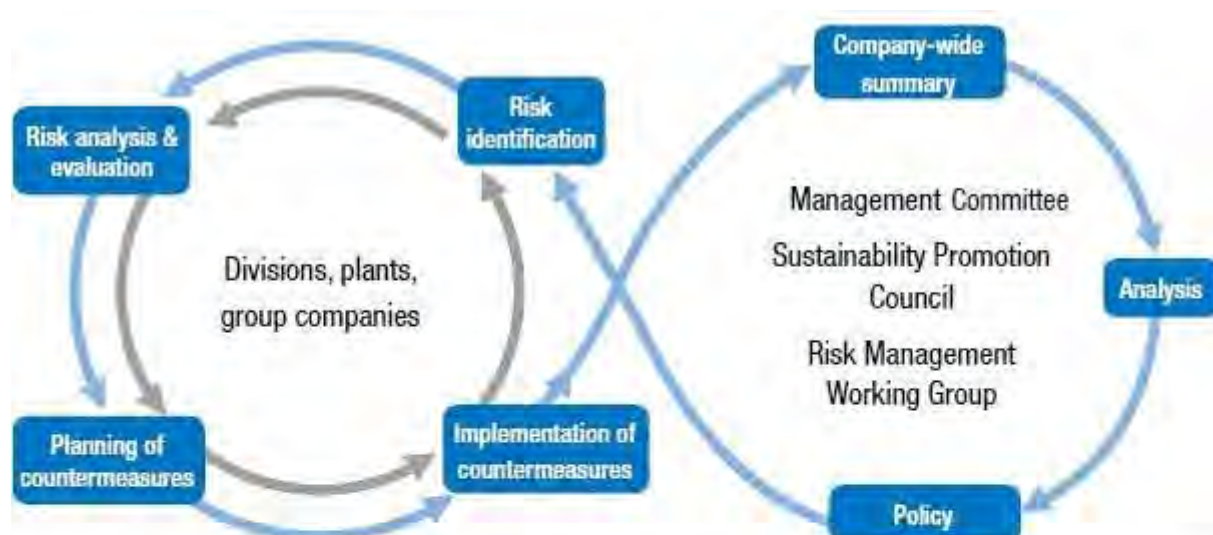 Company-wide
summary
Risk
identification
Risk analysis &
evaluation
Management Committee
Sustainability Promotion
Council
Risk Management
Working Group
Analysis
Divisions, plants,
group companies
Planning of
countermeasures
Implementation of
countermeasures
Policy